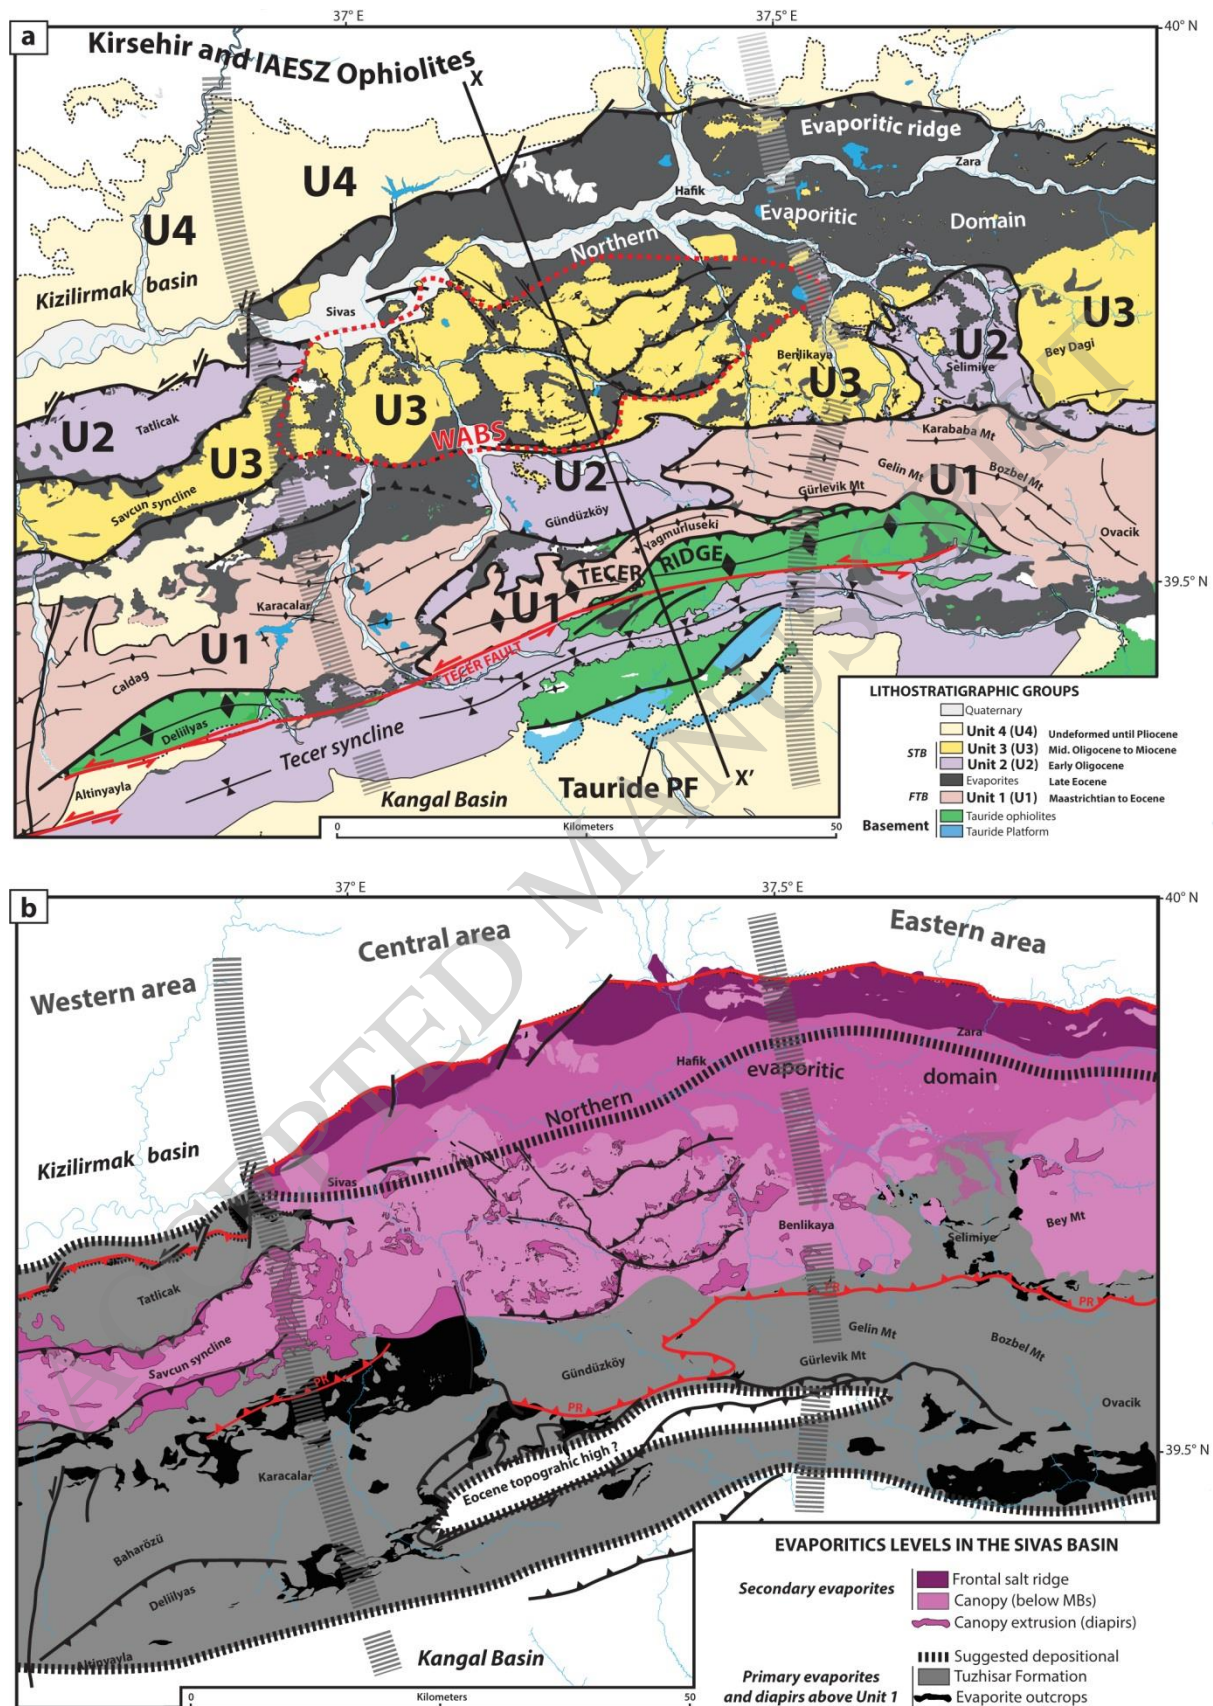 37° E
37.5° E
40° N
a
Kirsehir and IAESZ Ophiolites
X
U4
U4
Kizilirmak basin
Evaporitic ridge
Zara
Hafik
Evaporitic
Domain
Northern
Sivas
U3
U2
Selimiye
Bey Dagi
Benlikaya
U3
U3
WABS
U2
Tatlicak
U3
Savcun syncline
Karababa Mt
Gelin Mt
Bozbel Mt
U1
Gürlevik Mt
Ovacik
U2
Gündüzköy
Yagmurluseki
TECER RIDGE
39.5° N
U1
Karacalar
U1
TECER FAULT
Caldag
Deliilyas
Tecer syncline
Altinyayla
Kangal Basin
Tauride PF
X'
0
Kilometers
50
LITHOSTRATIGRAPHIC GROUPS
Quaternary
Unit 4 (U4) Undeformed until Pliocene
STB Unit 3 (U3) Mid. Oligocene to Miocene
Unit 2 (U2) Early Oligocene
Evaporites Late Eocene
FTB Unit 1 (U1) Maastrichtian to Eocene
Basement Tauride ophiolites
Tauride Platform
b
37° E
37.5° E
40° N
Western area
Central area
Eastern area
Kizilirmak basin
Zara
Hafik
evaporitic
domain
Northern
Sivas
Benlikaya
Bey Mt
Selimiye
Tatlicak
Savcun syncline
PR
PR
PR
PR
Gelin Mt
Bozbel Mt
Gürlevik Mt
Gündüzköy
Ovacik
39.5° N
Karacalar
Eocene topograhic high ?
Baharözü
Deliilyas
Altinyayla
Kangal Basin
0
Kilometers
50
EVAPORITICS LEVELS IN THE SIVAS BASIN
Secondary evaporites
Frontal salt ridge
Canopy (below MBs)
Canopy extrusion (diapirs)
Suggested depositional
Primary evaporites
and diapirs above Unit 1
Tuzhisar Formation
Evaporite outcrops
ACCEPTED MANUSCRIPT